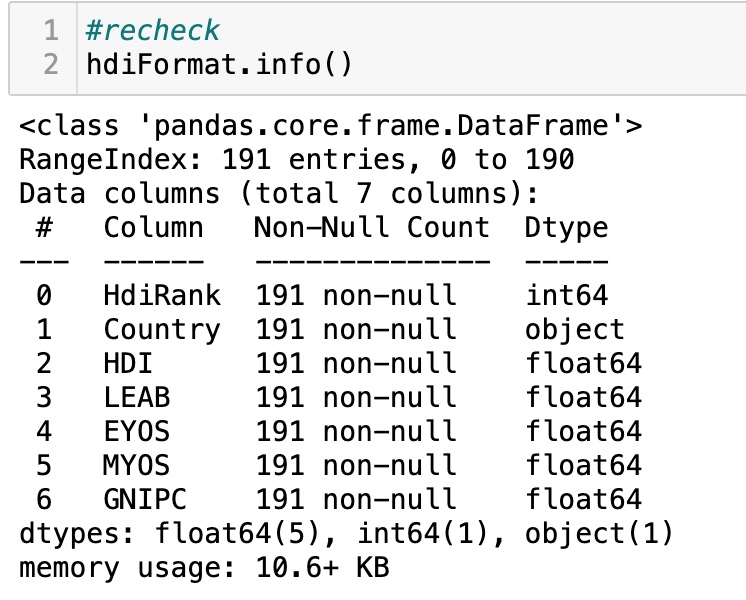 1 #recheck
2 hdiFormat.info()
<class 'pandas.core.frame.DataFrame'>
RangeIndex: 191 entries, 0 to 190
Data columns (total 7 columns):
 #   Column   Non-Null Count  Dtype
---  ------   --------------  -----
 0   HdiRank  191 non-null    int64
 1   Country  191 non-null    object
 2   HDI      191 non-null    float64
 3   LEAB     191 non-null    float64
 4   EYOS     191 non-null    float64
 5   MYOS     191 non-null    float64
 6   GNIPC    191 non-null    float64
dtypes: float64(5), int64(1), object(1)
memory usage: 10.6+ KB